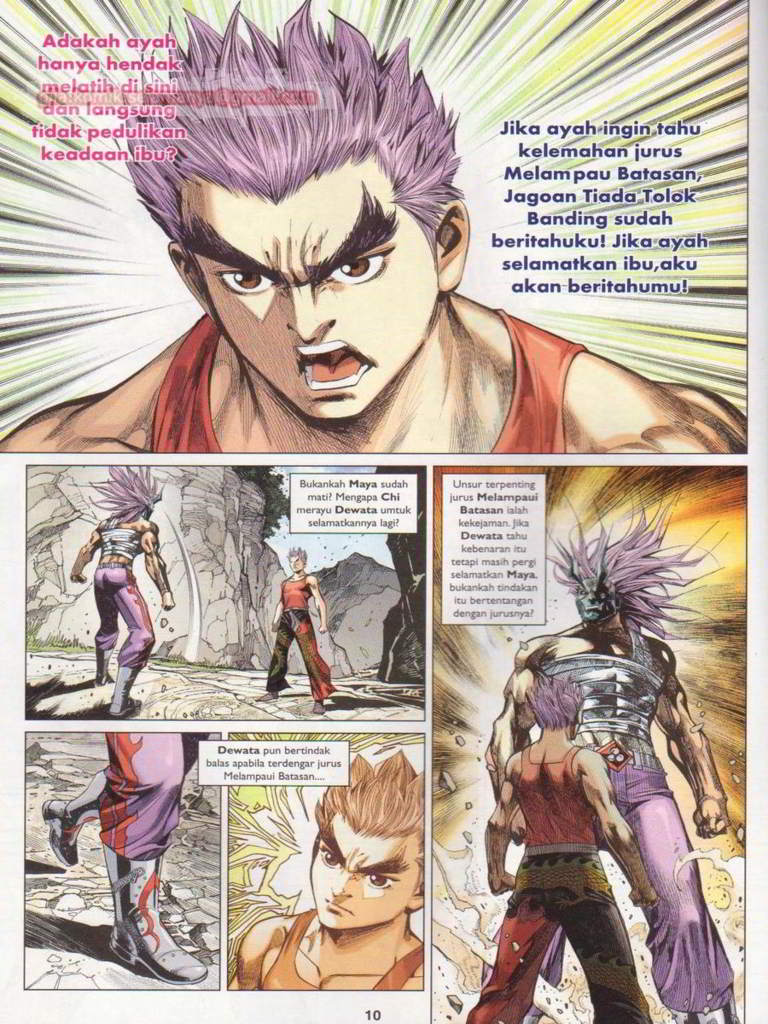 Adakah ayah
hanya hendak
melatih di sini
dan langsung
tidak pedulikan
keadaan ibu?
Jika ayah ingin tahu
kelemahan jurus
Melampau Batasan,
Jagoan Tiada Tolok
Banding sudah
beritahuku! Jika ayah
selamatkan ibu,aku
akan beritahumu!
Bukankah Maya sudah
mati? Mengapa Chi
merayu Dewata untuk
selamatkannya lagi?
Unsur terpenting
jurus Melampaui
Batasan ialah
kekejaman. Jika
Dewata tahu
kebenaran itu
tetapi masih pergi
selamatkan Maya,
bukankah tindakan
itu bertentangan
dengan jurusnya?
Dewata pun bertindak
balas apabila terdengar jurus
Melampaui Batasan....
10